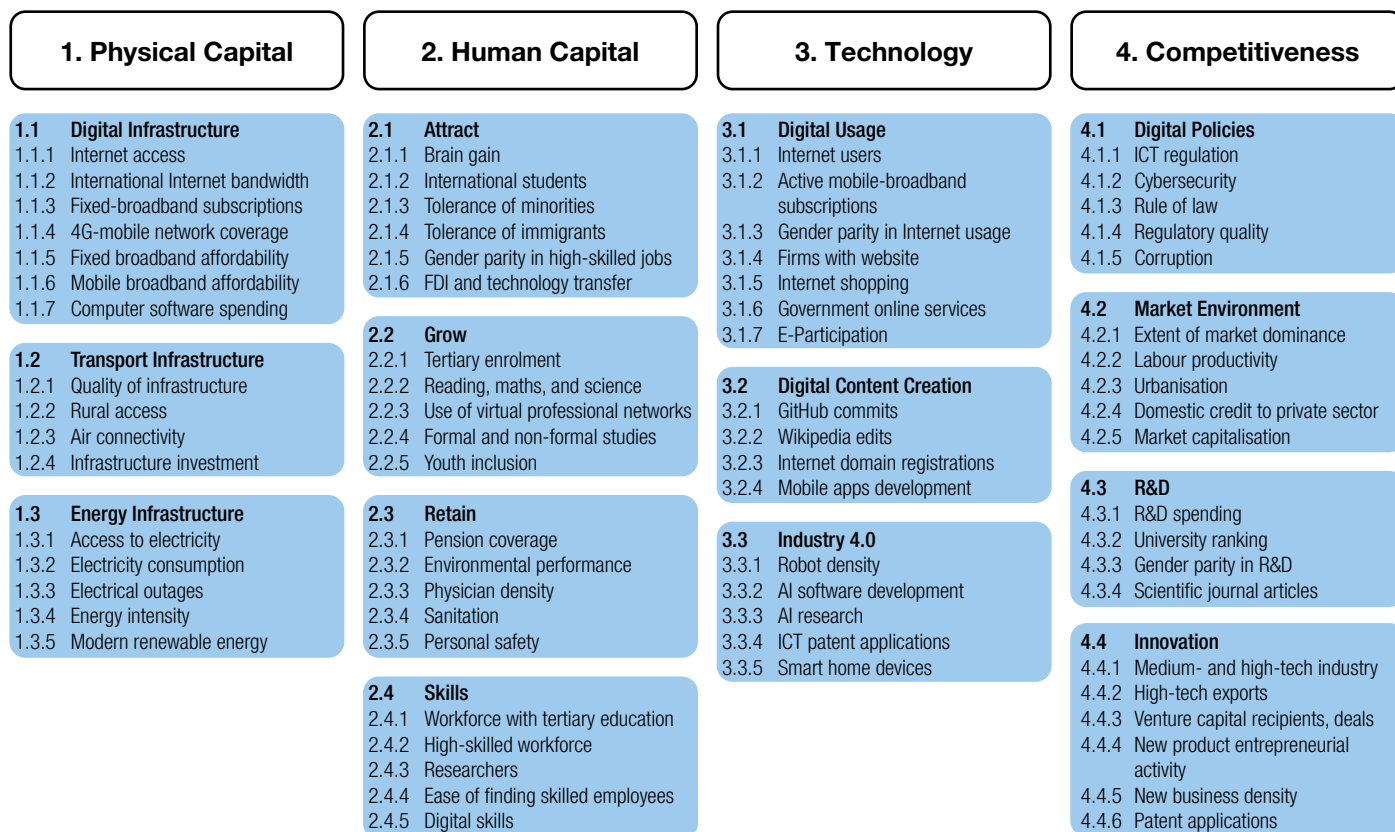 1. Physical Capital
1.1 Digital Infrastructure
1.1.1 Internet access
1.1.2 International Internet bandwidth
1.1.3 Fixed-broadband subscriptions
1.1.4 4G-mobile network coverage
1.1.5 Fixed broadband affordability
1.1.6 Mobile broadband affordability
1.1.7 Computer software spending
1.2 Transport Infrastructure
1.2.1 Quality of infrastructure
1.2.2 Rural access
1.2.3 Air connectivity
1.2.4 Infrastructure investment
1.3 Energy Infrastructure
1.3.1 Access to electricity
1.3.2 Electricity consumption
1.3.3 Electrical outages
1.3.4 Energy intensity
1.3.5 Modern renewable energy
2. Human Capital
2.1 Attract
2.1.1 Brain gain
2.1.2 International students
2.1.3 Tolerance of minorities
2.1.4 Tolerance of immigrants
2.1.5 Gender parity in high-skilled jobs
2.1.6 FDI and technology transfer
2.2 Grow
2.2.1 Tertiary enrolment
2.2.2 Reading, maths, and science
2.2.3 Use of virtual professional networks
2.2.4 Formal and non-formal studies
2.2.5 Youth inclusion
2.3 Retain
2.3.1 Pension coverage
2.3.2 Environmental performance
2.3.3 Physician density
2.3.4 Sanitation
2.3.5 Personal safety
2.4 Skills
2.4.1 Workforce with tertiary education
2.4.2 High-skilled workforce
2.4.3 Researchers
2.4.4 Ease of finding skilled employees
2.4.5 Digital skills
3. Technology
3.1 Digital Usage
3.1.1 Internet users
3.1.2 Active mobile-broadband
subscriptions
3.1.3 Gender parity in Internet usage
3.1.4 Firms with website
3.1.5 Internet shopping
3.1.6 Government online services
3.1.7 E-Participation
3.2 Digital Content Creation
3.2.1 GitHub commits
3.2.2 Wikipedia edits
3.2.3 Internet domain registrations
3.2.4 Mobile apps development
3.3 Industry 4.0
3.3.1 Robot density
3.3.2 AI software development
3.3.3 AI research
3.3.4 ICT patent applications
3.3.5 Smart home devices
4. Competitiveness
4.1 Digital Policies
4.1.1 ICT regulation
4.1.2 Cybersecurity
4.1.3 Rule of law
4.1.4 Regulatory quality
4.1.5 Corruption
4.2 Market Environment
4.2.1 Extent of market dominance
4.2.2 Labour productivity
4.2.3 Urbanisation
4.2.4 Domestic credit to private sector
4.2.5 Market capitalisation
4.3 R&D
4.3.1 R&D spending
4.3.2 University ranking
4.3.3 Gender parity in R&D
4.3.4 Scientific journal articles
4.4 Innovation
4.4.1 Medium- and high-tech industry
4.4.2 High-tech exports
4.4.3 Venture capital recipients, deals
4.4.4 New product entrepreneurial
activity
4.4.5 New business density
4.4.6 Patent applications